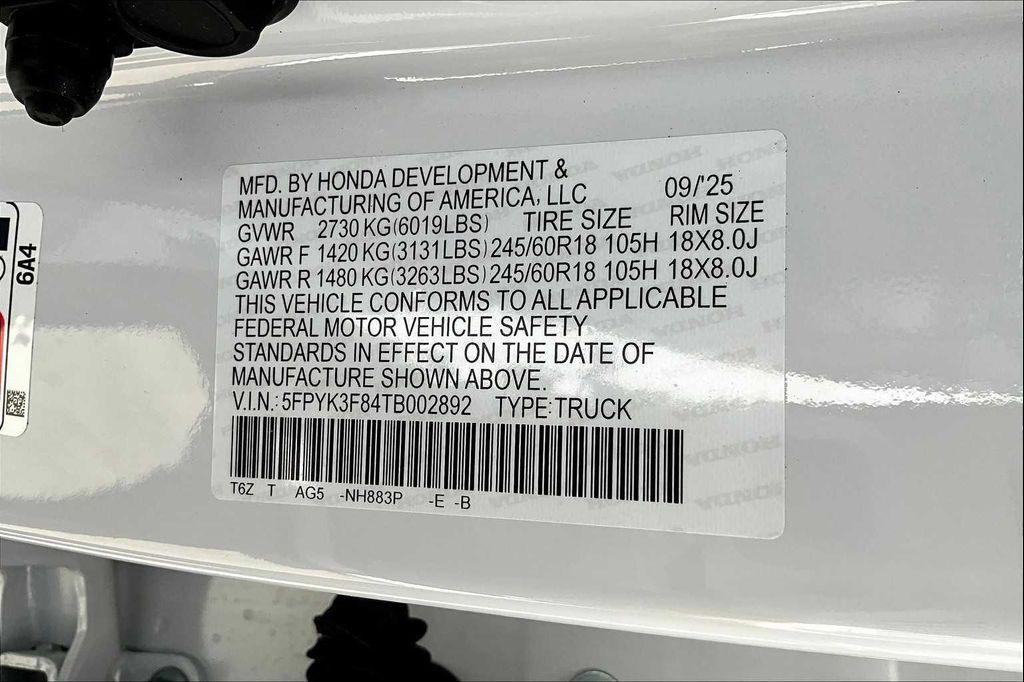 MFD. BY HONDA DEVELOPMENT &
MANUFACTURING OF AMERICA, LLC 09/'25
GVWR 2730 KG(6019LBS) TIRE SIZE RIM SIZE
GAWR F 1420 KG(3131LBS) 245/60R18 105H 18X8.0J
GAWR R 1480 KG(3263LBS) 245/60R18 105H 18X8.0J
THIS VEHICLE CONFORMS TO ALL APPLICABLE
FEDERAL MOTOR VEHICLE SAFETY
STANDARDS IN EFFECT ON THE DATE OF
MANUFACTURE SHOWN ABOVE.
V.I.N.: 5FPYK3F84TB002892 TYPE:TRUCK
T6Z T AG5 -NH883P -E -B
6A4